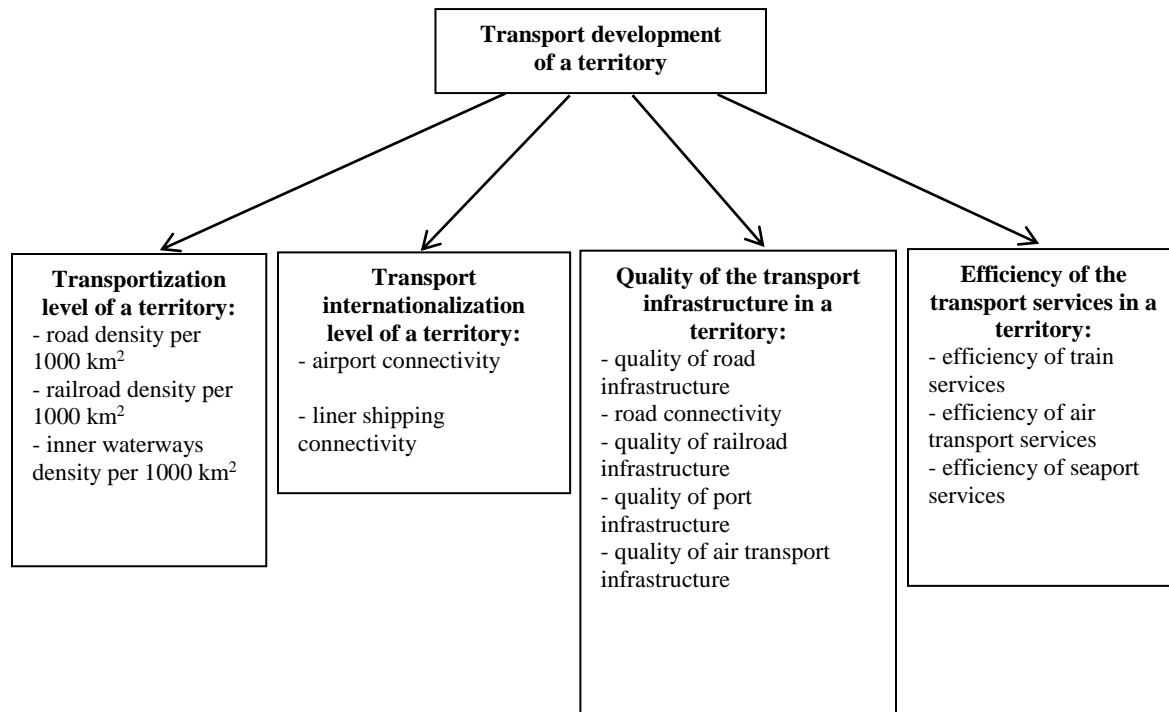 Transport development
of a territory
Transportization
level of a territory:
- road density per
1000 km²
- railroad density per
1000 km²
- inner waterways
density per 1000 km²
Transport
internationalization
level of a territory:
- airport connectivity
- liner shipping
connectivity
Quality of the transport
infrastructure in a
territory:
- quality of road
infrastructure
- road connectivity
- quality of railroad
infrastructure
- quality of port
infrastructure
- quality of air transport
infrastructure
Efficiency of the
transport services in a
territory:
- efficiency of train
services
- efficiency of air
transport services
- efficiency of seaport
services